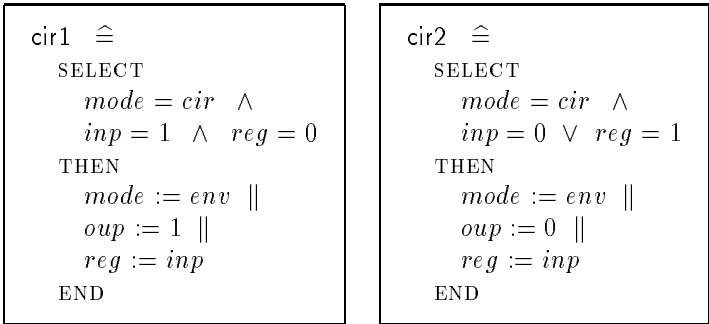 cir1 ≙
SELECT
mode = cir ∧
inp = 1 ∧ reg = 0
THEN
mode := env ||
oup := 1 ||
reg := inp
END
cir2 ≙
SELECT
mode = cir ∧
inp = 0 ∨ reg = 1
THEN
mode := env ||
oup := 0 ||
reg := inp
END